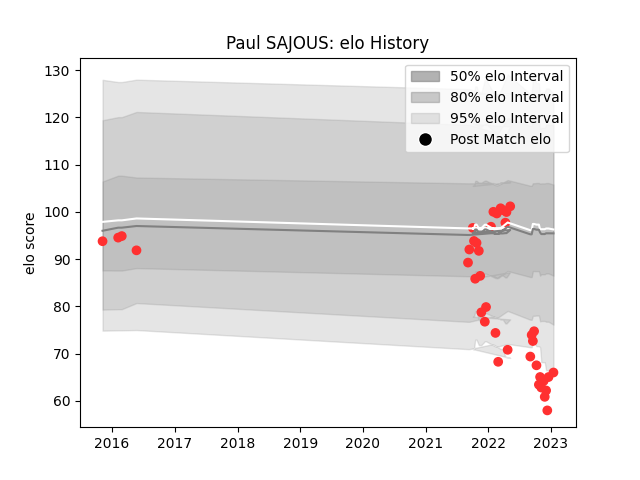 Paul SAJOUS: elo History
50% elo Interval
80% elo Interval
95% elo Interval
Post Match elo
elo score
130
120
110
100
90
80
70
60
2016
2017
2018
2019
2020
2021
2022
2023